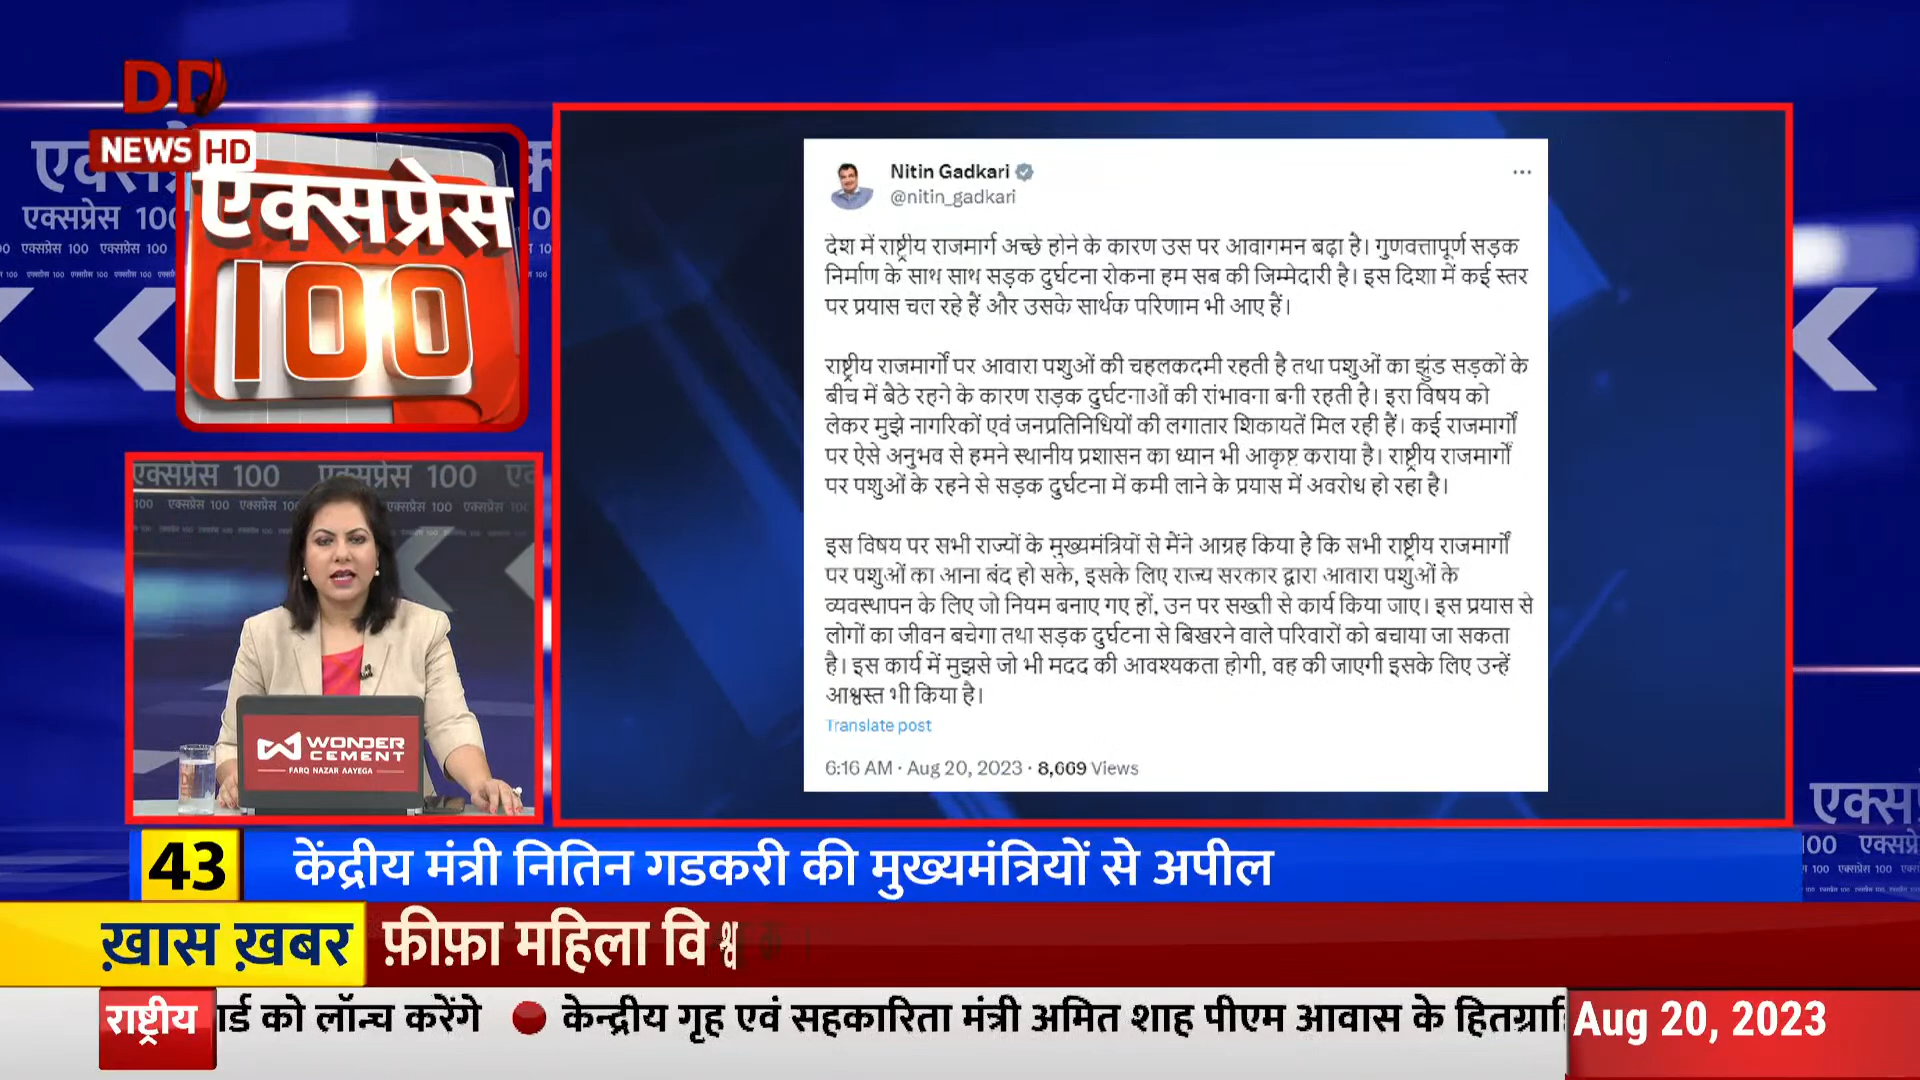 DD
NEWS HD
एक्सप्रेस
100
Nitin Gadkari
@nitin_gadkari
देश में राष्ट्रीय राजमार्ग अच्छे होने के कारण उस पर आवागमन बढ़ा है। गुणवत्तापूर्ण सड़क
निर्माण के साथ साथ सड़क दुर्घटना रोकना हम सब की जिम्मेदारी है। इस दिशा में कई स्तर
पर प्रयास चल रहे हैं और उसके सार्थक परिणाम भी आए हैं।
राष्ट्रीय राजमार्गों पर आवारा पशुओं की चहलकदमी रहती है तथा पशुओं का झुंड सड़कों के
बीच में बैठे रहने के कारण सड़क दुर्घटनाओं की संभावना बनी रहती है। इस विषय को
लेकर मुझे नागरिकों एवं जनप्रतिनिधियों की लगातार शिकायतें मिल रही हैं। कई राजमार्गों
पर ऐसे अनुभव से हमने स्थानीय प्रशासन का ध्यान भी आकृष्ट कराया है। राष्ट्रीय राजमार्गों
पर पशुओं के रहने से सड़क दुर्घटना में कमी लाने के प्रयास में अवरोध हो रहा है।
इस विषय पर सभी राज्यों के मुख्यमंत्रियों से मैंने आग्रह किया है कि सभी राष्ट्रीय राजमार्गों
पर पशुओं का आना बंद हो सके, इसके लिए राज्य सरकार द्वारा आवारा पशुओं के
व्यवस्थापन के लिए जो नियम बनाए गए हों, उन पर सख्ती से कार्य किया जाए। इस प्रयास से
लोगों का जीवन बचेगा तथा सड़क दुर्घटना से बिखरने वाले परिवारों को बचाया जा सकता
है। इस कार्य में मुझसे जो भी मदद की आवश्यकता होगी, वह की जाएगी इसके लिए उन्हें
आश्वस्त भी किया है।
Translate post
6:16 AM · Aug 20, 2023 · 8,669 Views
एक्सप्रेस 100 एक्सप्रेस 100
WONDER
CEMENT
FARQ NAZAR AAYEGA
43 केंद्रीय मंत्री नितिन गडकरी की मुख्यमंत्रियों से अपील
ख़ास ख़बर फ़ीफ़ा महिला विश्व
राष्ट्रीय र्ड को लॉन्च करेंगे ● केन्द्रीय गृह एवं सहकारिता मंत्री अमित शाह पीएम आवास के Aug 20, 2023